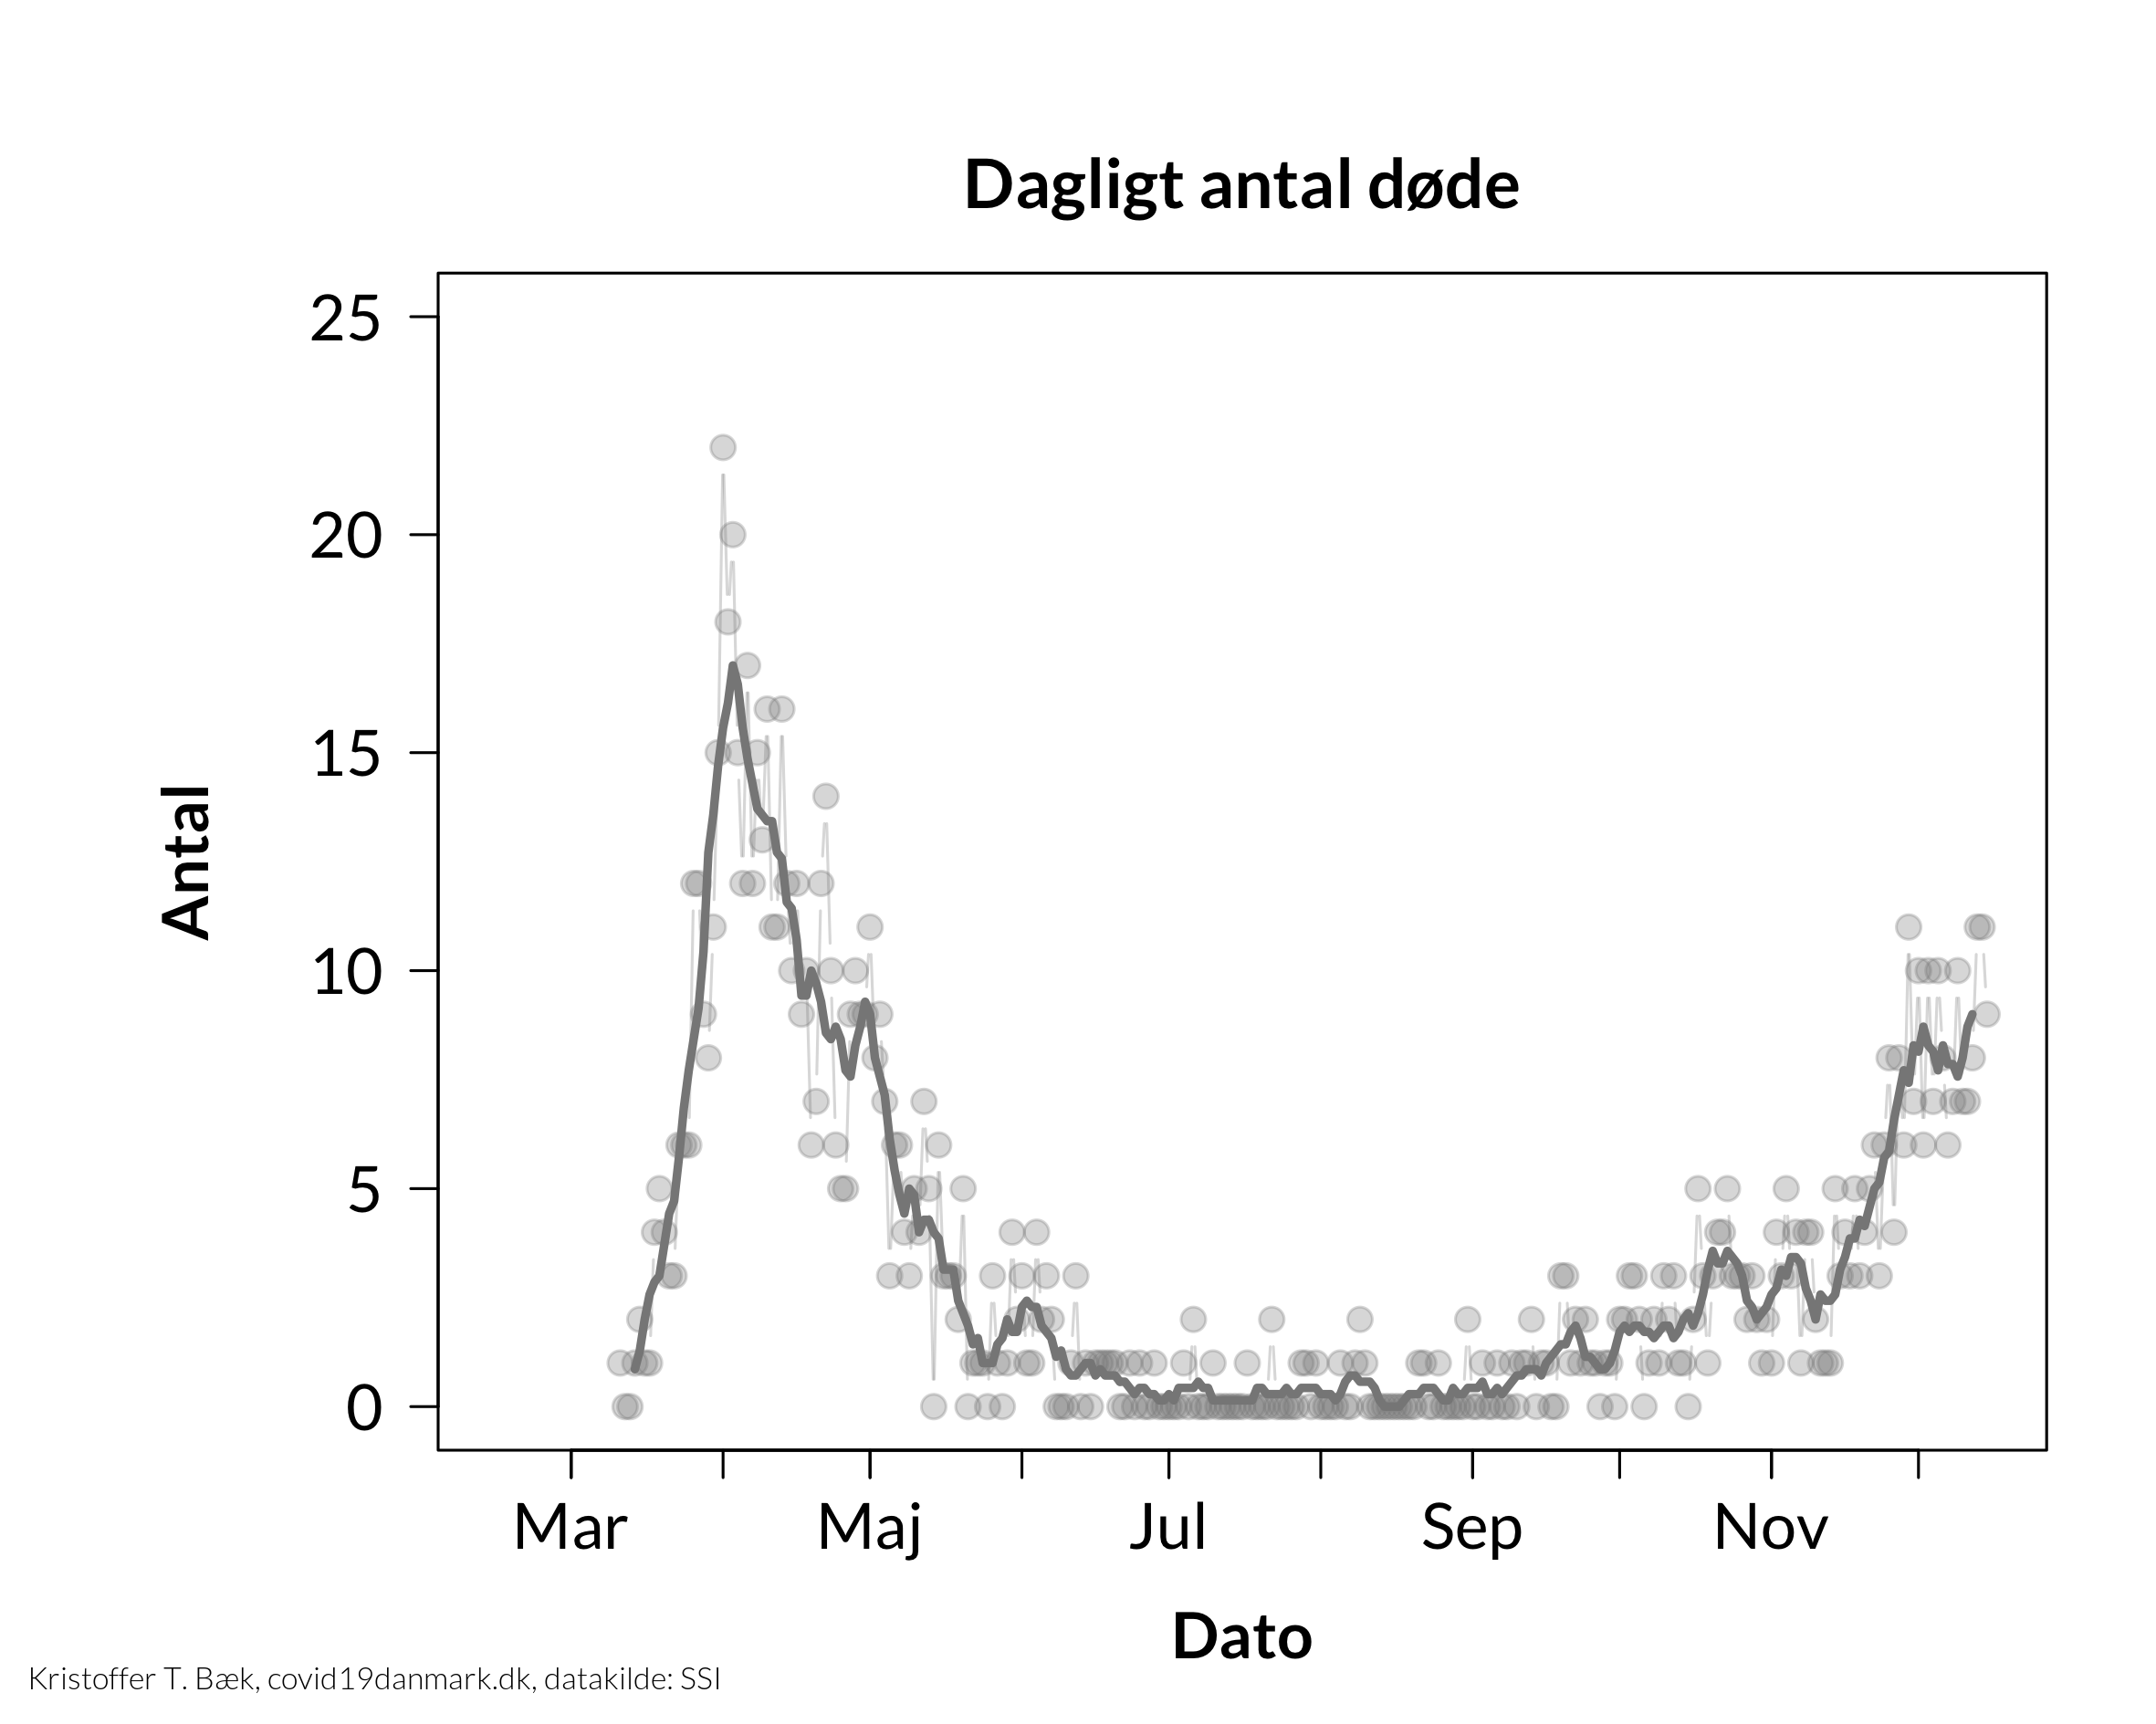 Dagligt antal døde
25
20
15
10
5
0
Antal
Mar
Maj
Jul
Sep
Nov
Dato
Kristoffer T. Bæk, covid19danmark.dk, datakilde: SSI